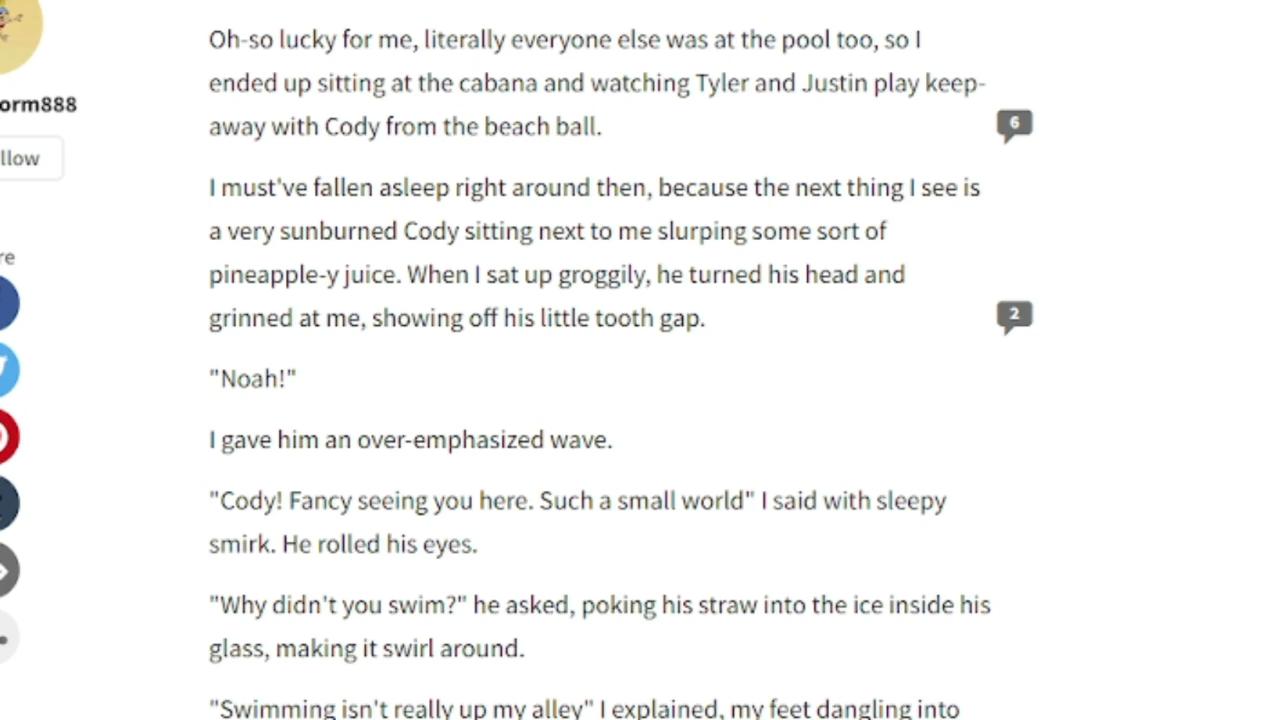 Oh-so lucky for me, literally everyone else was at the pool too, so I
ended up sitting at the cabana and watching Tyler and Justin play keep-
away with Cody from the beach ball.
6
orm888
llow
I must've fallen asleep right around then, because the next thing I see is
a very sunburned Cody sitting next to me slurping some sort of
re
pineapple-y juice. When I sat up groggily, he turned his head and
grinned at me, showing off his little tooth gap.
2
"Noah!"
I gave him an over-emphasized wave.
"Cody! Fancy seeing you here. Such a small world" I said with sleepy
smirk. He rolled his eyes.
"Why didn't you swim?" he asked, poking his straw into the ice inside his
glass, making it swirl around.
"Swimming isn't really up my alley" I explained, my feet dangling into